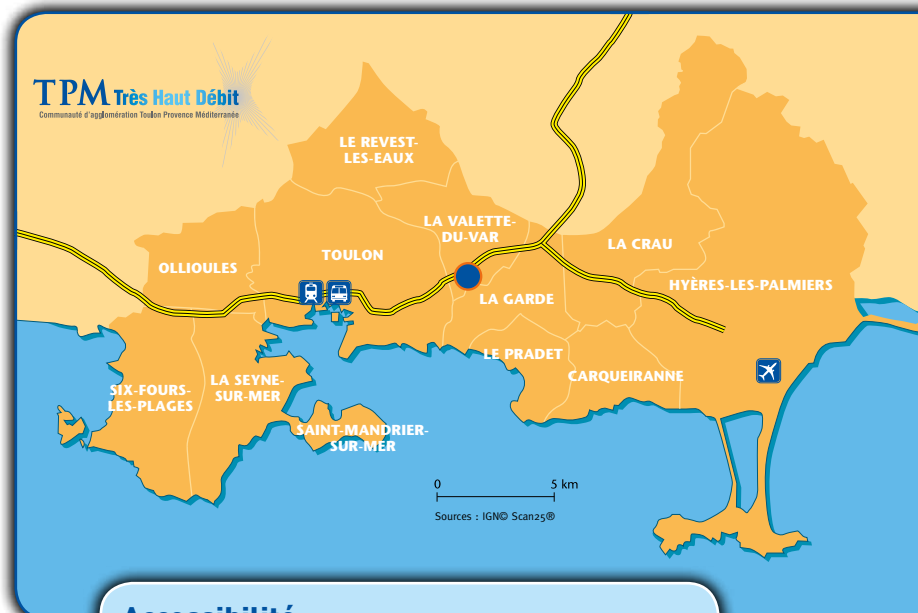 TPM Très Haut Débit
Communauté d'agglomération Toulon Provence Méditerranée
LE REVEST-
LES-EAUX
LA VALETTE-
DU-VAR
LA CRAU
TOULON
OLLIOULES
HYÈRES-LES-PALMIERS
LA GARDE
LE PRADET
CARQUEIRANNE
SIX-FOURS-
LES-PLAGES
LA SEYNE-
SUR-MER
SAINT-MANDRIER-
SUR-MER
0 5 km
Sources : IGN© Scan25®
Accessibilité